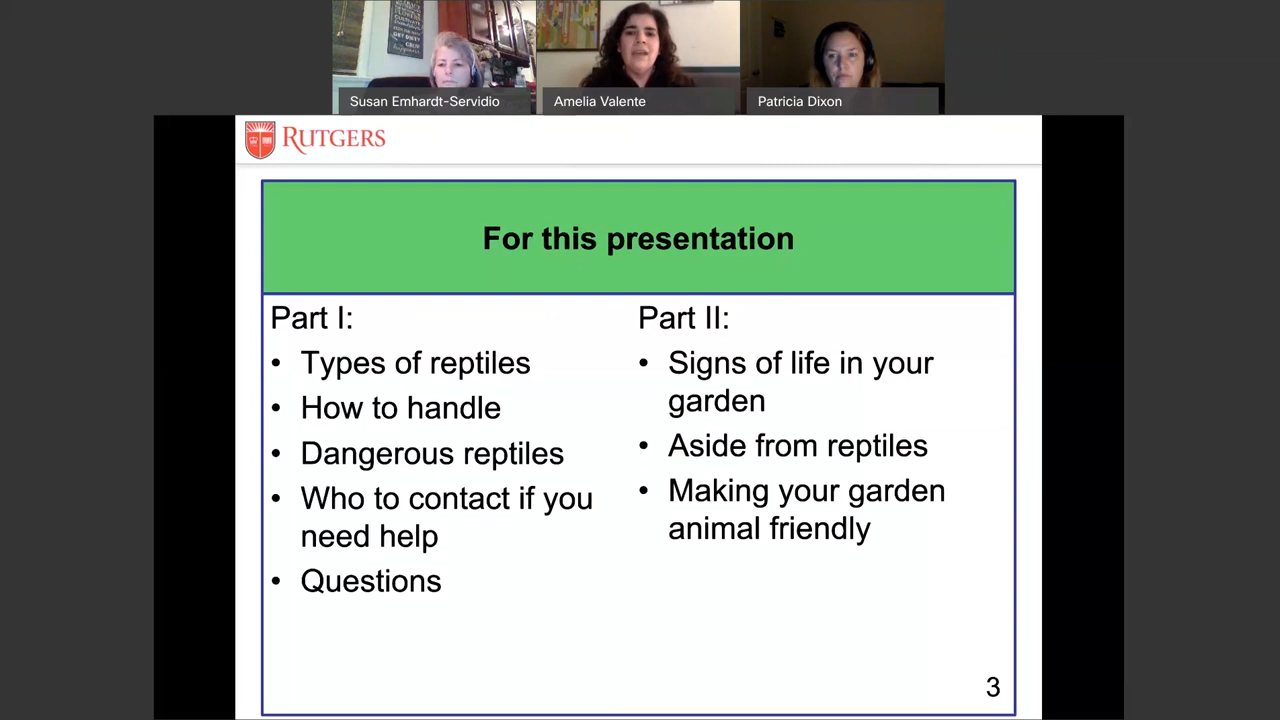 GET DIRTY
Susan Emhardt-Servidio
Amelia Valente
Patricia Dixon
RUTGERS
For this presentation
Part I:
• Types of reptiles
• How to handle
• Dangerous reptiles
• Who to contact if you
need help
• Questions
Part II:
• Signs of life in your
garden
• Aside from reptiles
• Making your garden
animal friendly
3